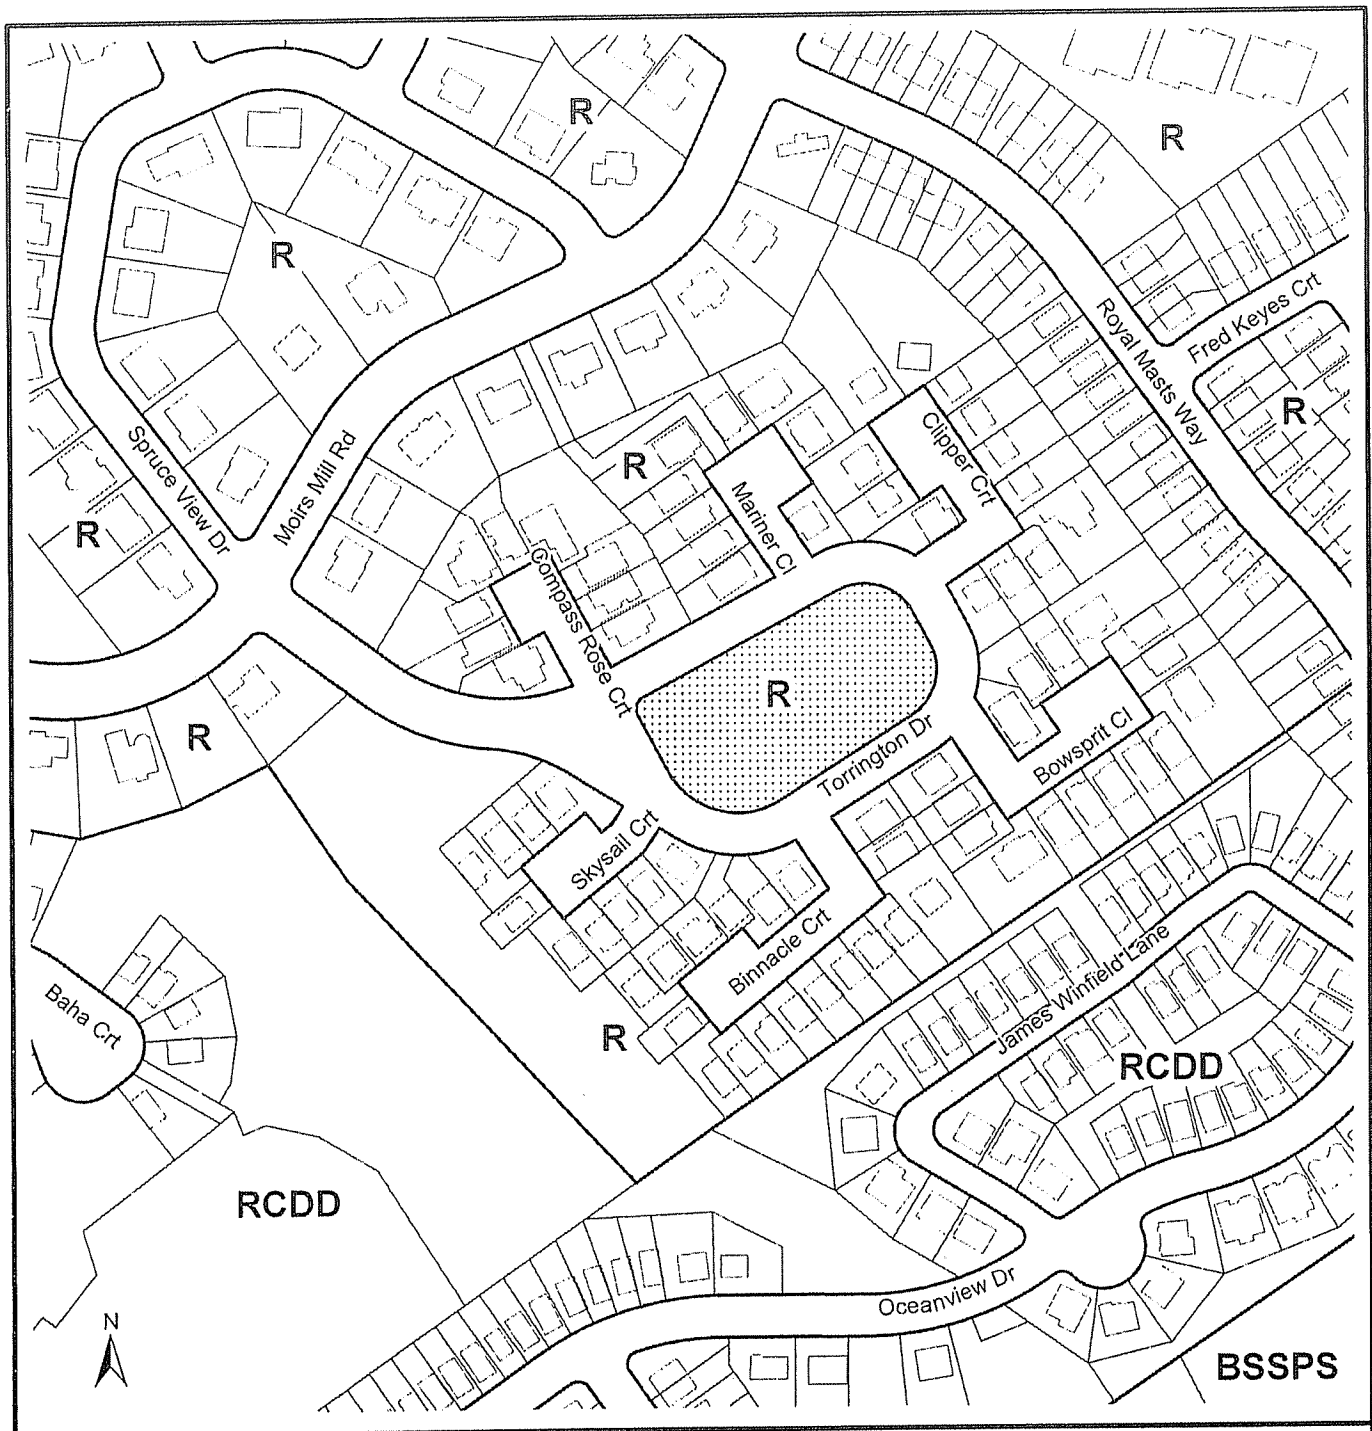 R
R
R
Royal Masts Way
Fred Keyes Crt
R
Spruce View Dr
Moirs Mill Rd
Clipper Crt
R
Mariner Cl
R
Compass Rose Crt
R
R
Torrington Dr
Bowsprit Cl
Skysail Crt
Binnacle Crt
James Winfield Lane
Baha Crt
R
RCDD
RCDD
N
Oceanview Dr
BSSPS